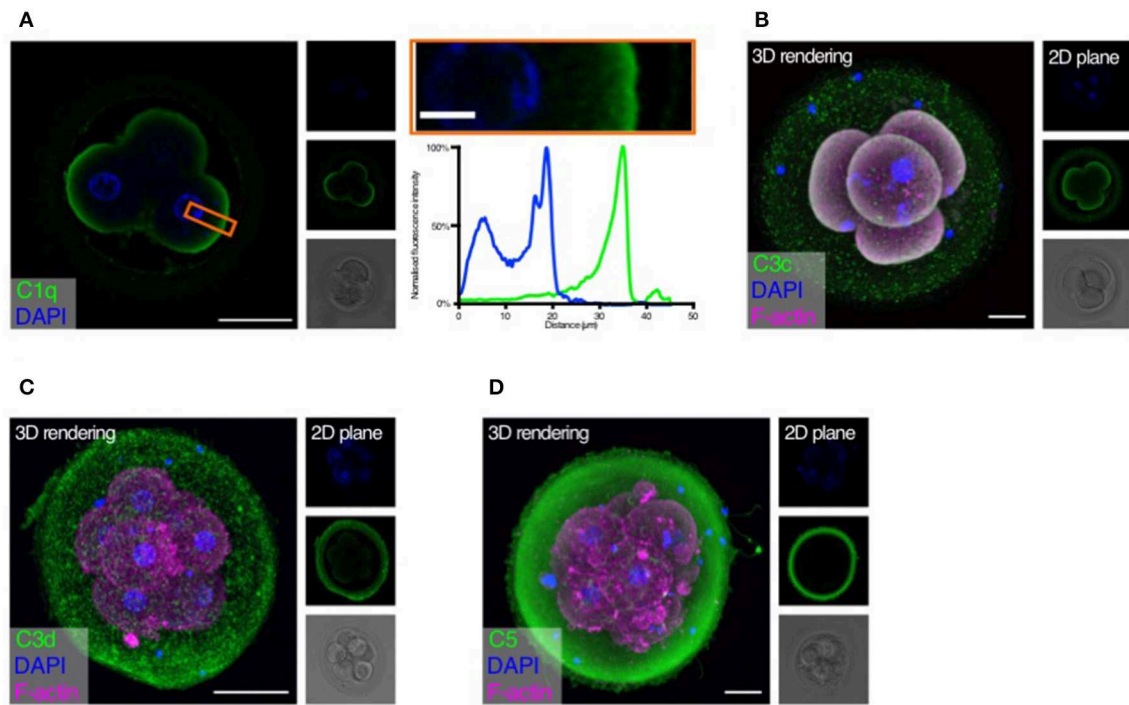 A
C1q
DAPI
Normalised fluorescence intensity
100%
50%
0%
0 10 20 30 40 50
Distance (µm)
B
3D rendering
2D plane
C3c
DAPI
F-actin
C
3D rendering
2D plane
C3d
DAPI
F-actin
D
3D rendering
2D plane
C5
DAPI
F-actin